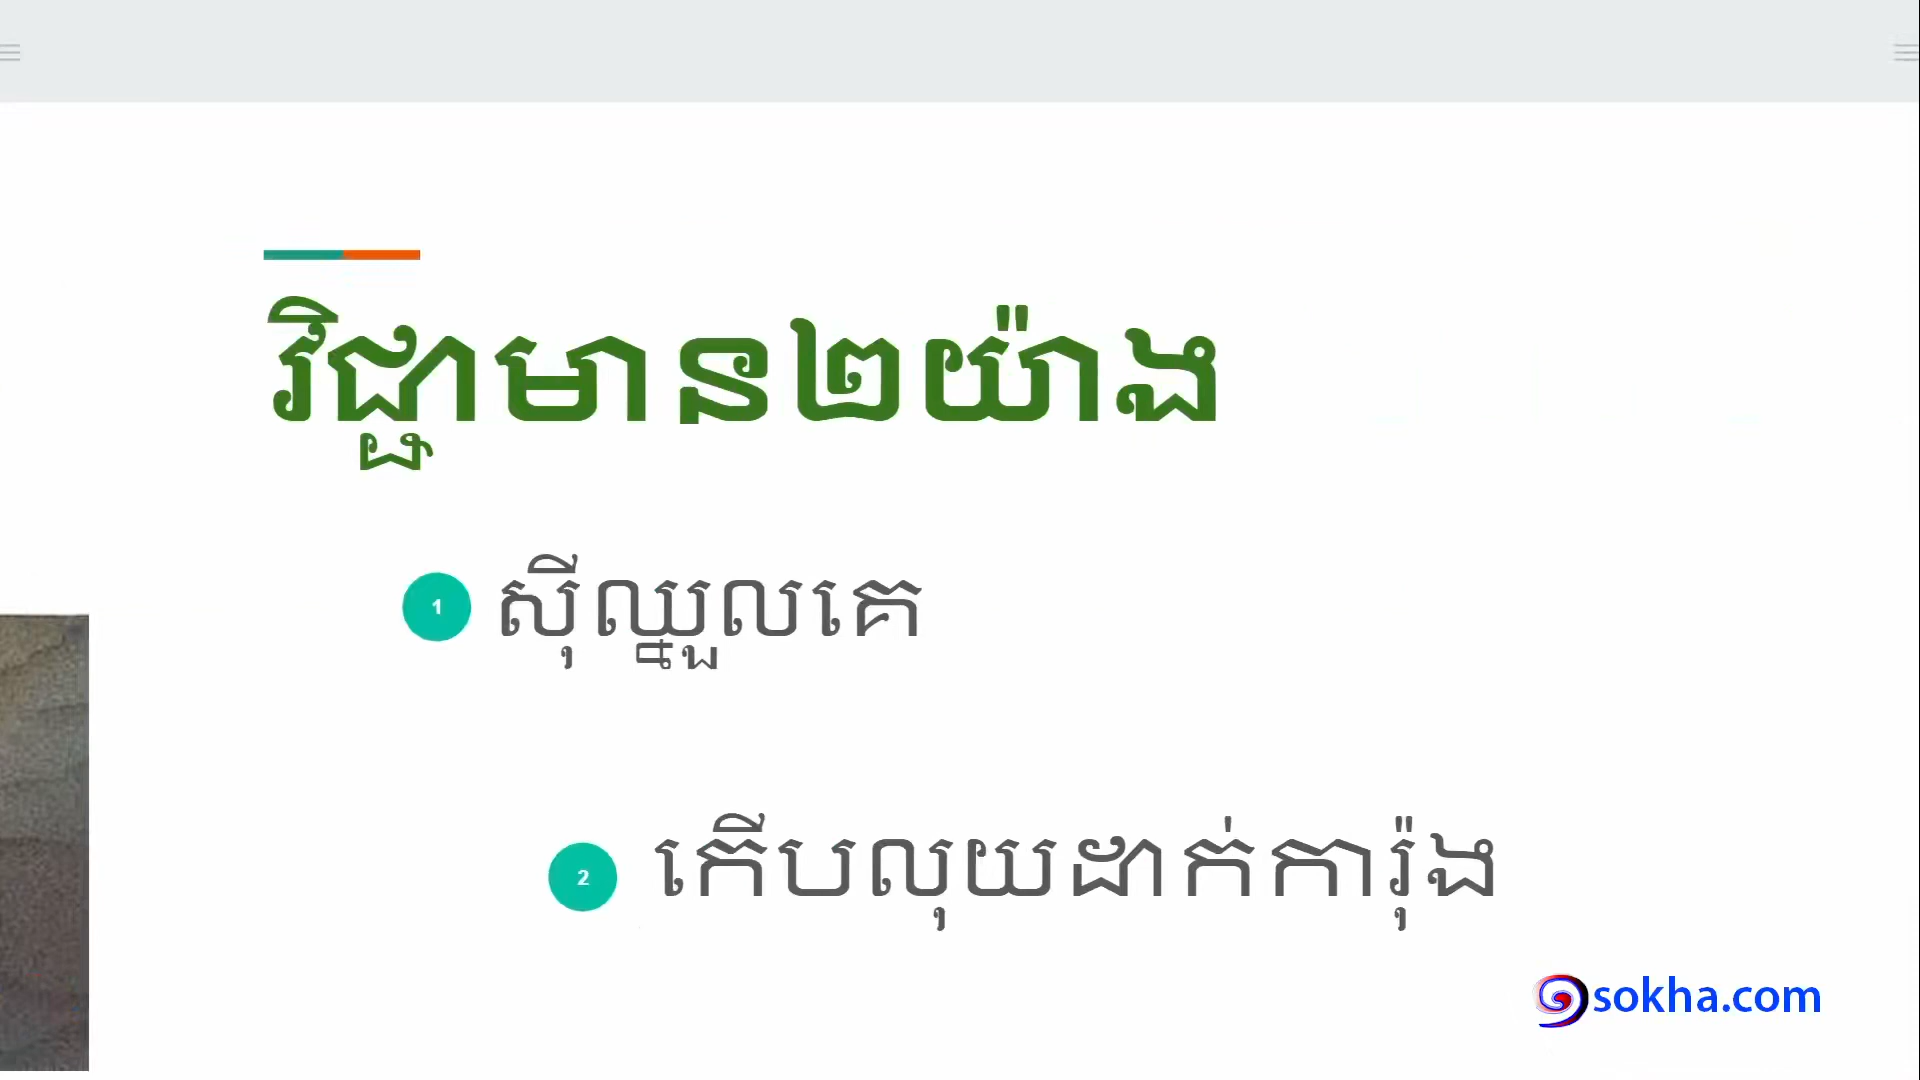 វិជ្ជាមាន២យ៉ាង
1 ស៊ីឈ្នួលគេ
2 កើបលុយដាក់ការ៉ុង
sokha.com